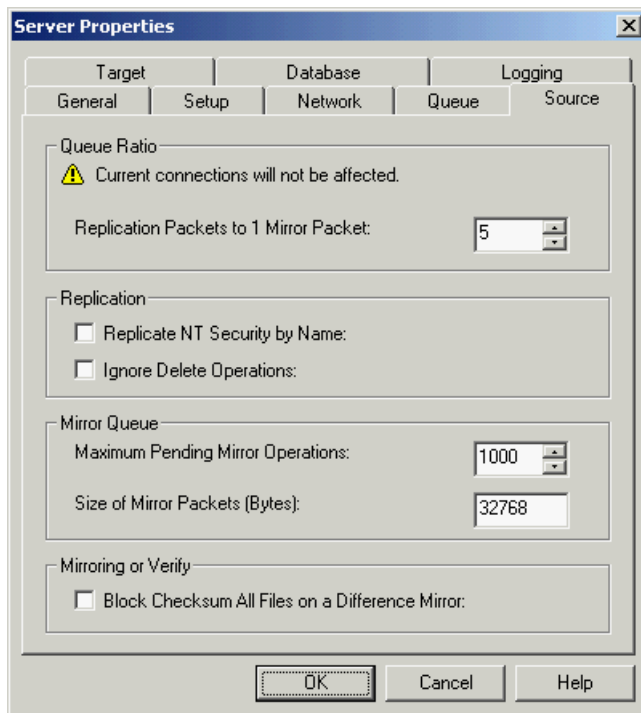 Server Properties
Target Database Logging
General Setup Network Queue Source
Queue Ratio
Current connections will not be affected.
Replication Packets to 1 Mirror Packet: 5
Replication
Replicate NT Security by Name:
Ignore Delete Operations:
Mirror Queue
Maximum Pending Mirror Operations: 1000
Size of Mirror Packets (Bytes): 32768
Mirroring or Verify
Block Checksum All Files on a Difference Mirror:
OK Cancel Help